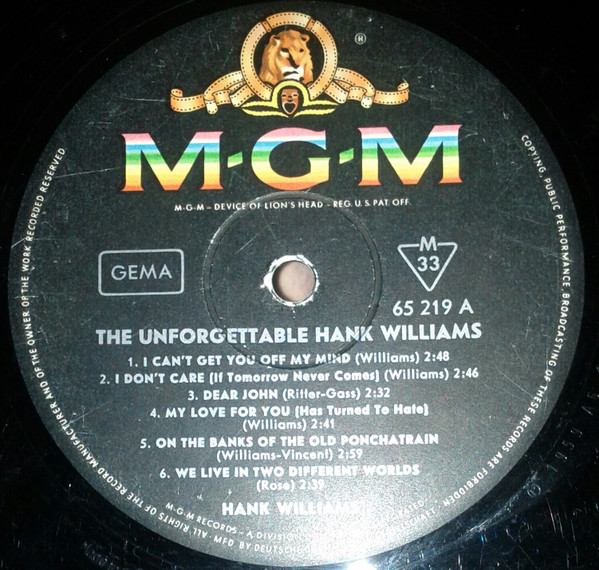 ®
M-G-M
M-G-M – DEVICE OF LION'S HEAD – REG. U.S. PAT. OFF.
GEMA
M
33
65 219 A
THE UNFORGETTABLE HANK WILLIAMS
1. I CAN'T GET YOU OFF MY MIND (Williams) 2:48
2. I DON'T CARE (If Tomorrow Never Comes) (Williams) 2:46
3. DEAR JOHN (Ritter-Gass) 2:32
4. MY LOVE FOR YOU (Has Turned To Hate)
(Williams) 2:41
5. ON THE BANKS OF THE OLD PONCHATRAIN
(Williams-Vincent) 2:59
6. WE LIVE IN TWO DIFFERENT WORLDS
(Rose) 2:39
HANK WILLIAMS
ALL RIGHTS OF THE RECORD MANUFACTURER AND OF THE OWNER OF THE WORK RECORDED RESERVED.
COPYING, PUBLIC PERFORMANCE, BROADCASTING OF THESE RECORDS ARE FORBIDDEN
M-G-M RECORDS – A DIVISION
MFD BY DEUTSCHE